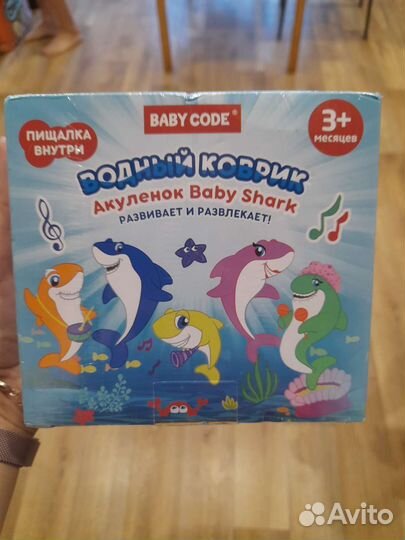 BABY CODE®
ПИЩАЛКА
ВНУТРИ
3+
месяцев
ВОДНЫЙ КОВРИК
Акуленок Baby Shark
РАЗВИВАЕТ И РАЗВЛЕКАЕТ!
Avito